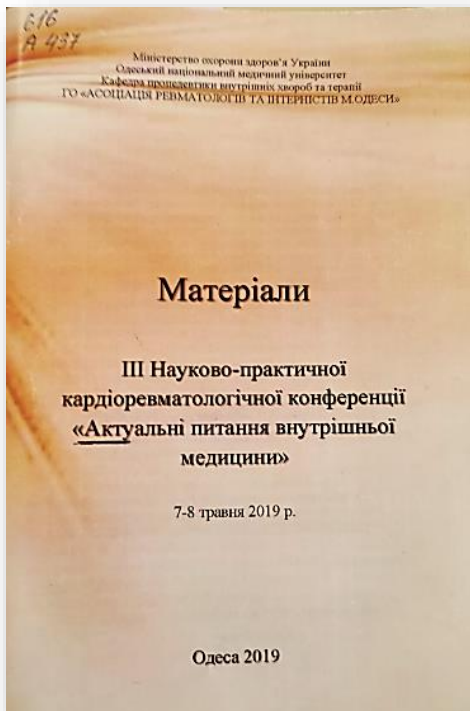 616
А 437
Міністерство охорони здоров'я України
Одеський національний медичний університет
Кафедра пропедевтики внутрішніх хвороб та терапії
ГО «АСОЦІАЦІЯ РЕВМАТОЛОГІВ ТА ІНТЕРНІСТІВ М.ОДЕСИ»
Матеріали
III Науково-практичної
кардіоревматологічної конференції
«Актуальні питання внутрішньої
медицини»
7-8 травня 2019 р.
Одеса 2019